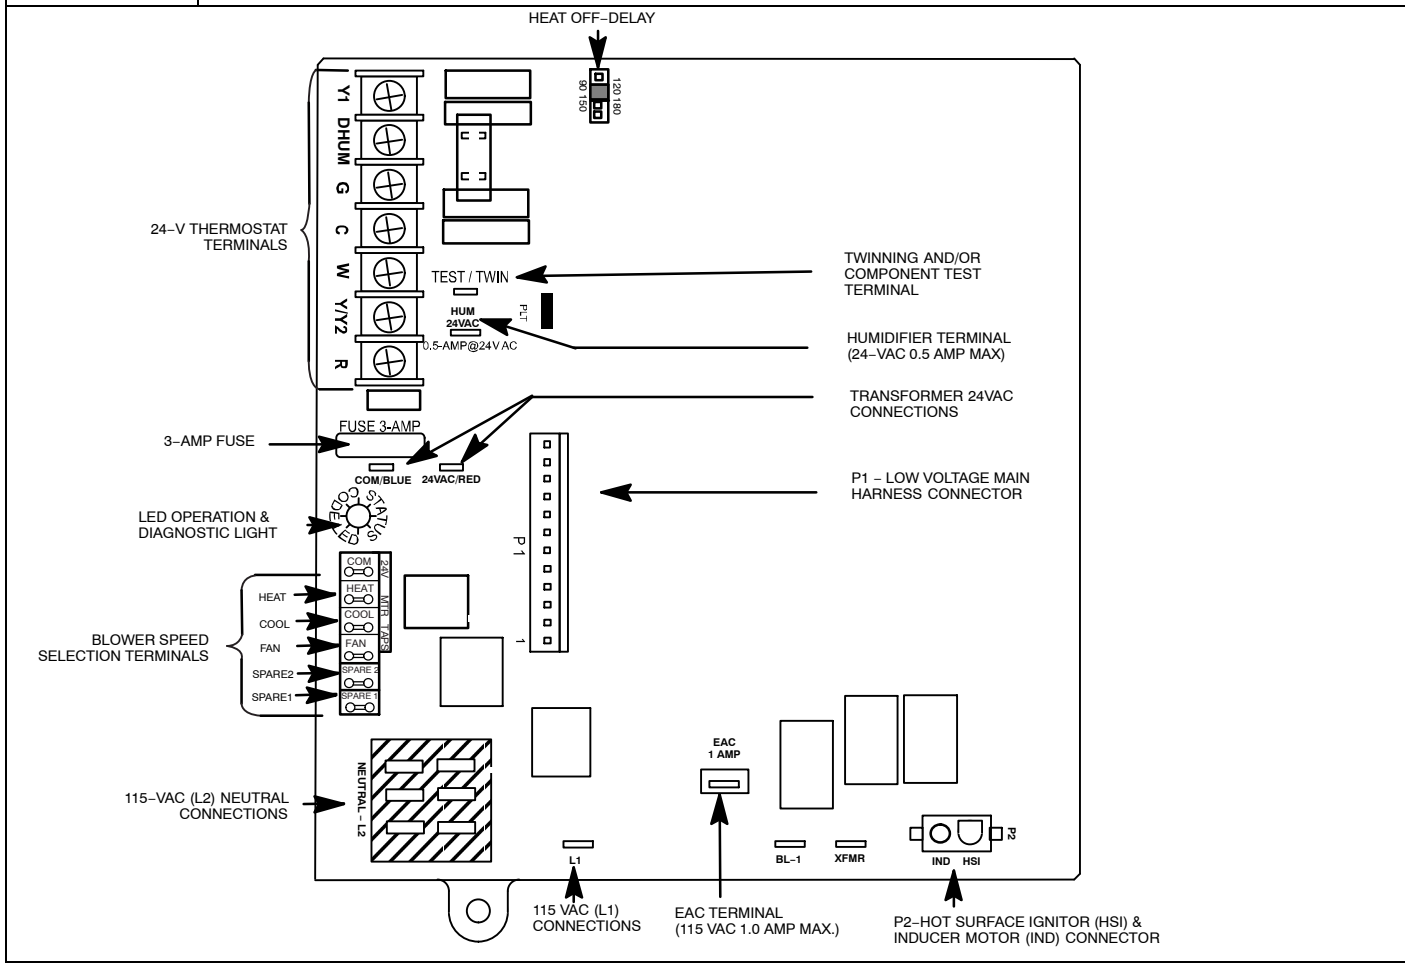 HEAT OFF−DELAY
120 180
90 150
Y1
DHUM
G
C
W
Y/Y2
R
24−V THERMOSTAT
TERMINALS
TEST / TWIN
HUM
24VAC
0.5-AMP@24VAC
PLT
TWINNING AND/OR
COMPONENT TEST
TERMINAL
HUMIDIFIER TERMINAL
(24−VAC 0.5 AMP MAX)
TRANSFORMER 24VAC
CONNECTIONS
FUSE 3-AMP
3−AMP FUSE
COM/BLUE
24VAC/RED
P1 − LOW VOLTAGE MAIN
HARNESS CONNECTOR
STATUS
CODE
LED
LED OPERATION &
DIAGNOSTIC LIGHT
P 1
1
COM
HEAT
COOL
FAN
SPARE 2
SPARE 1
24V
MTR TAPS
HEAT
COOL
FAN
SPARE2
SPARE1
BLOWER SPEED
SELECTION TERMINALS
NEUTRAL − L2
115−VAC (L2) NEUTRAL
CONNECTIONS
EAC
1 AMP
L1
BL−1
XFMR
IND
HSI
P2
115 VAC (L1)
CONNECTIONS
EAC TERMINAL
(115 VAC 1.0 AMP MAX.)
P2−HOT SURFACE IGNITOR (HSI) &
INDUCER MOTOR (IND) CONNECTOR